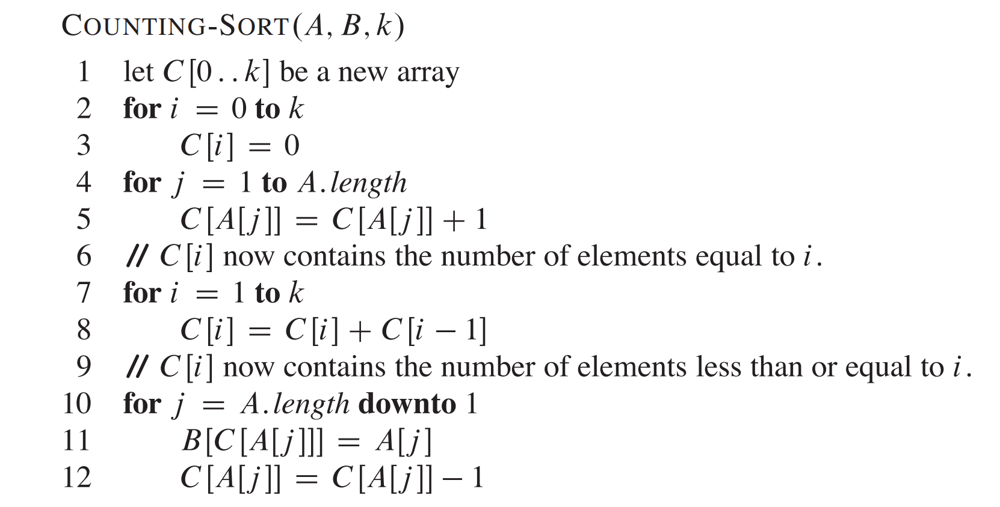 COUNTING-SORT(A, B, k)
1 let C[0..k] be a new array
2 for i = 0 to k
3 C[i] = 0
4 for j = 1 to A.length
5 C[A[j]] = C[A[j]] + 1
6 // C[i] now contains the number of elements equal to i.
7 for i = 1 to k
8 C[i] = C[i] + C[i − 1]
9 // C[i] now contains the number of elements less than or equal to i.
10 for j = A.length downto 1
11 B[C[A[j]]] = A[j]
12 C[A[j]] = C[A[j]] − 1